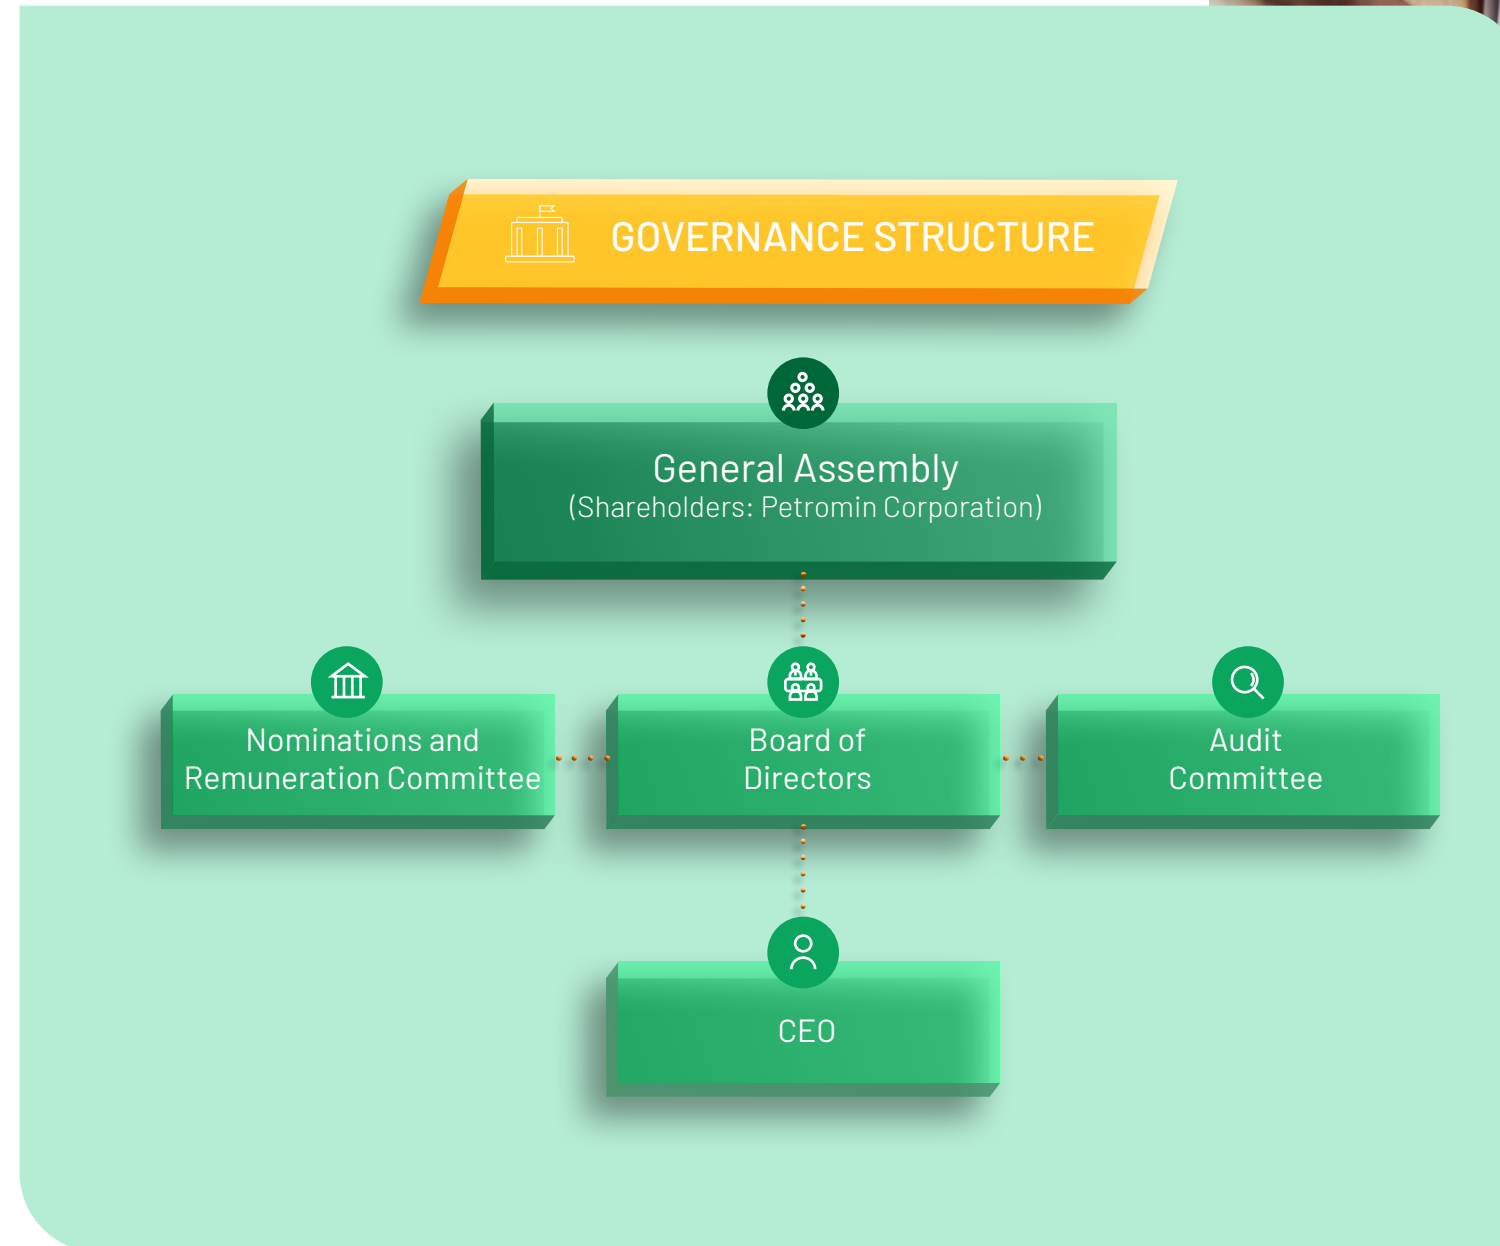 GOVERNANCE STRUCTURE
General Assembly
(Shareholders: Petromin Corporation)
Nominations and
Remuneration Committee
Board of
Directors
Audit
Committee
CEO